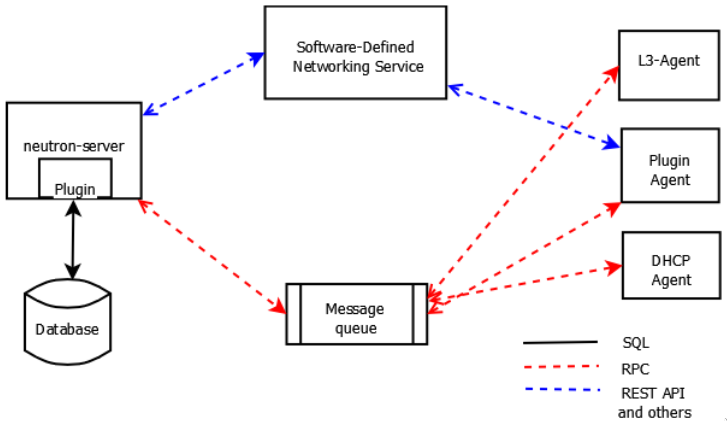 Software-Defined
Networking Service
L3-Agent
neutron-server
Plugin
Plugin
Agent
DHCP
Agent
Database
Message
queue
SQL
RPC
REST API
and others